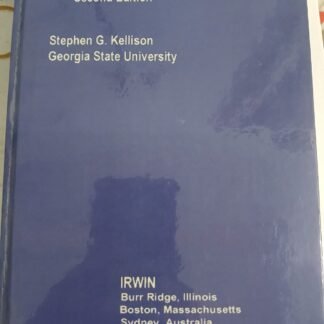 Second Edition
Stephen G. Kellison
Georgia State University
IRWIN
Burr Ridge, Illinois
Boston, Massachusetts
Sydney, Australia